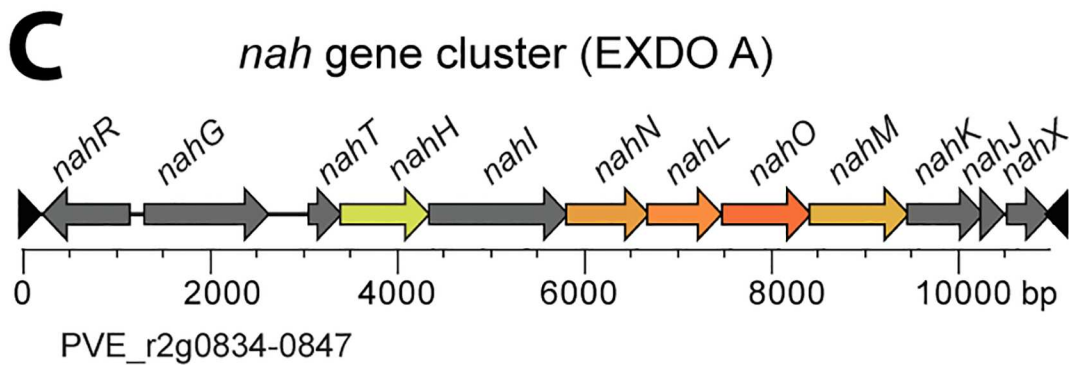 C
nah gene cluster (EXDO A)
nahR nahG nahT nahH nahI nahN nahL nahO nahM nahK nahJ nahX
0 2000 4000 6000 8000 10000 bp
PVE_r2g0834-0847